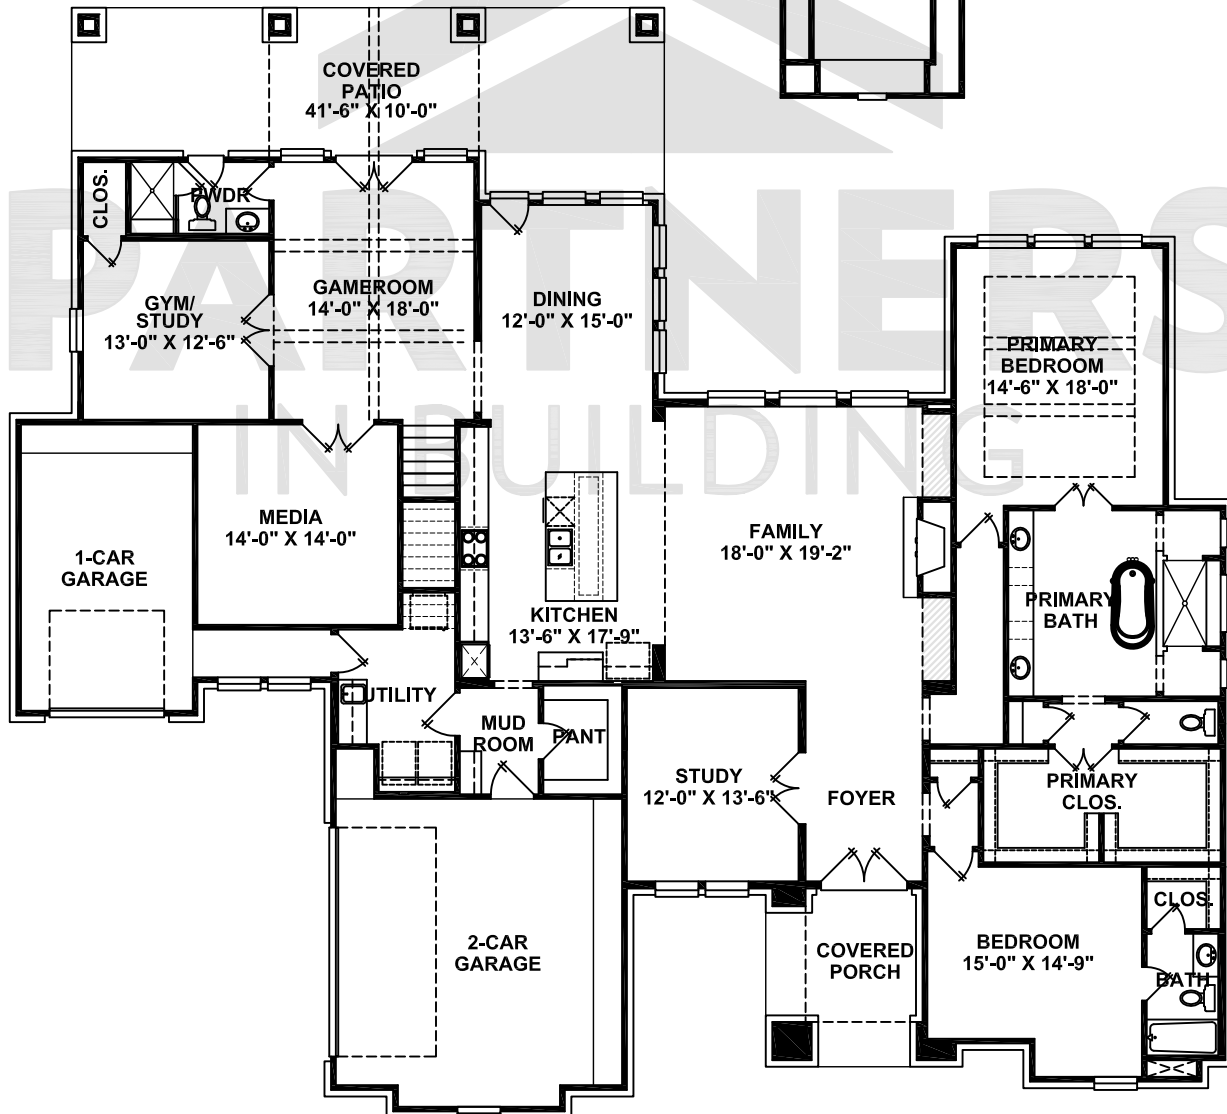 COVERED
PATIO
41'-6" X 10'-0"
CLOS.
PWDR
GYM/
STUDY
13'-0" X 12'-6"
GAMEROOM
14'-0" X 18'-0"
DINING
12'-0" X 15'-0"
PRIMARY
BEDROOM
14'-6" X 18'-0"
PARTNERS
IN BUILDING
1-CAR
GARAGE
MEDIA
14'-0" X 14'-0"
FAMILY
18'-0" X 19'-2"
KITCHEN
13'-6" X 17'-9"
PRIMARY
BATH
UTILITY
MUD
ROOM
PANT
STUDY
12'-0" X 13'-6"
FOYER
PRIMARY
CLOS.
2-CAR
GARAGE
COVERED
PORCH
BEDROOM
15'-0" X 14'-9"
CLOS.
BATH